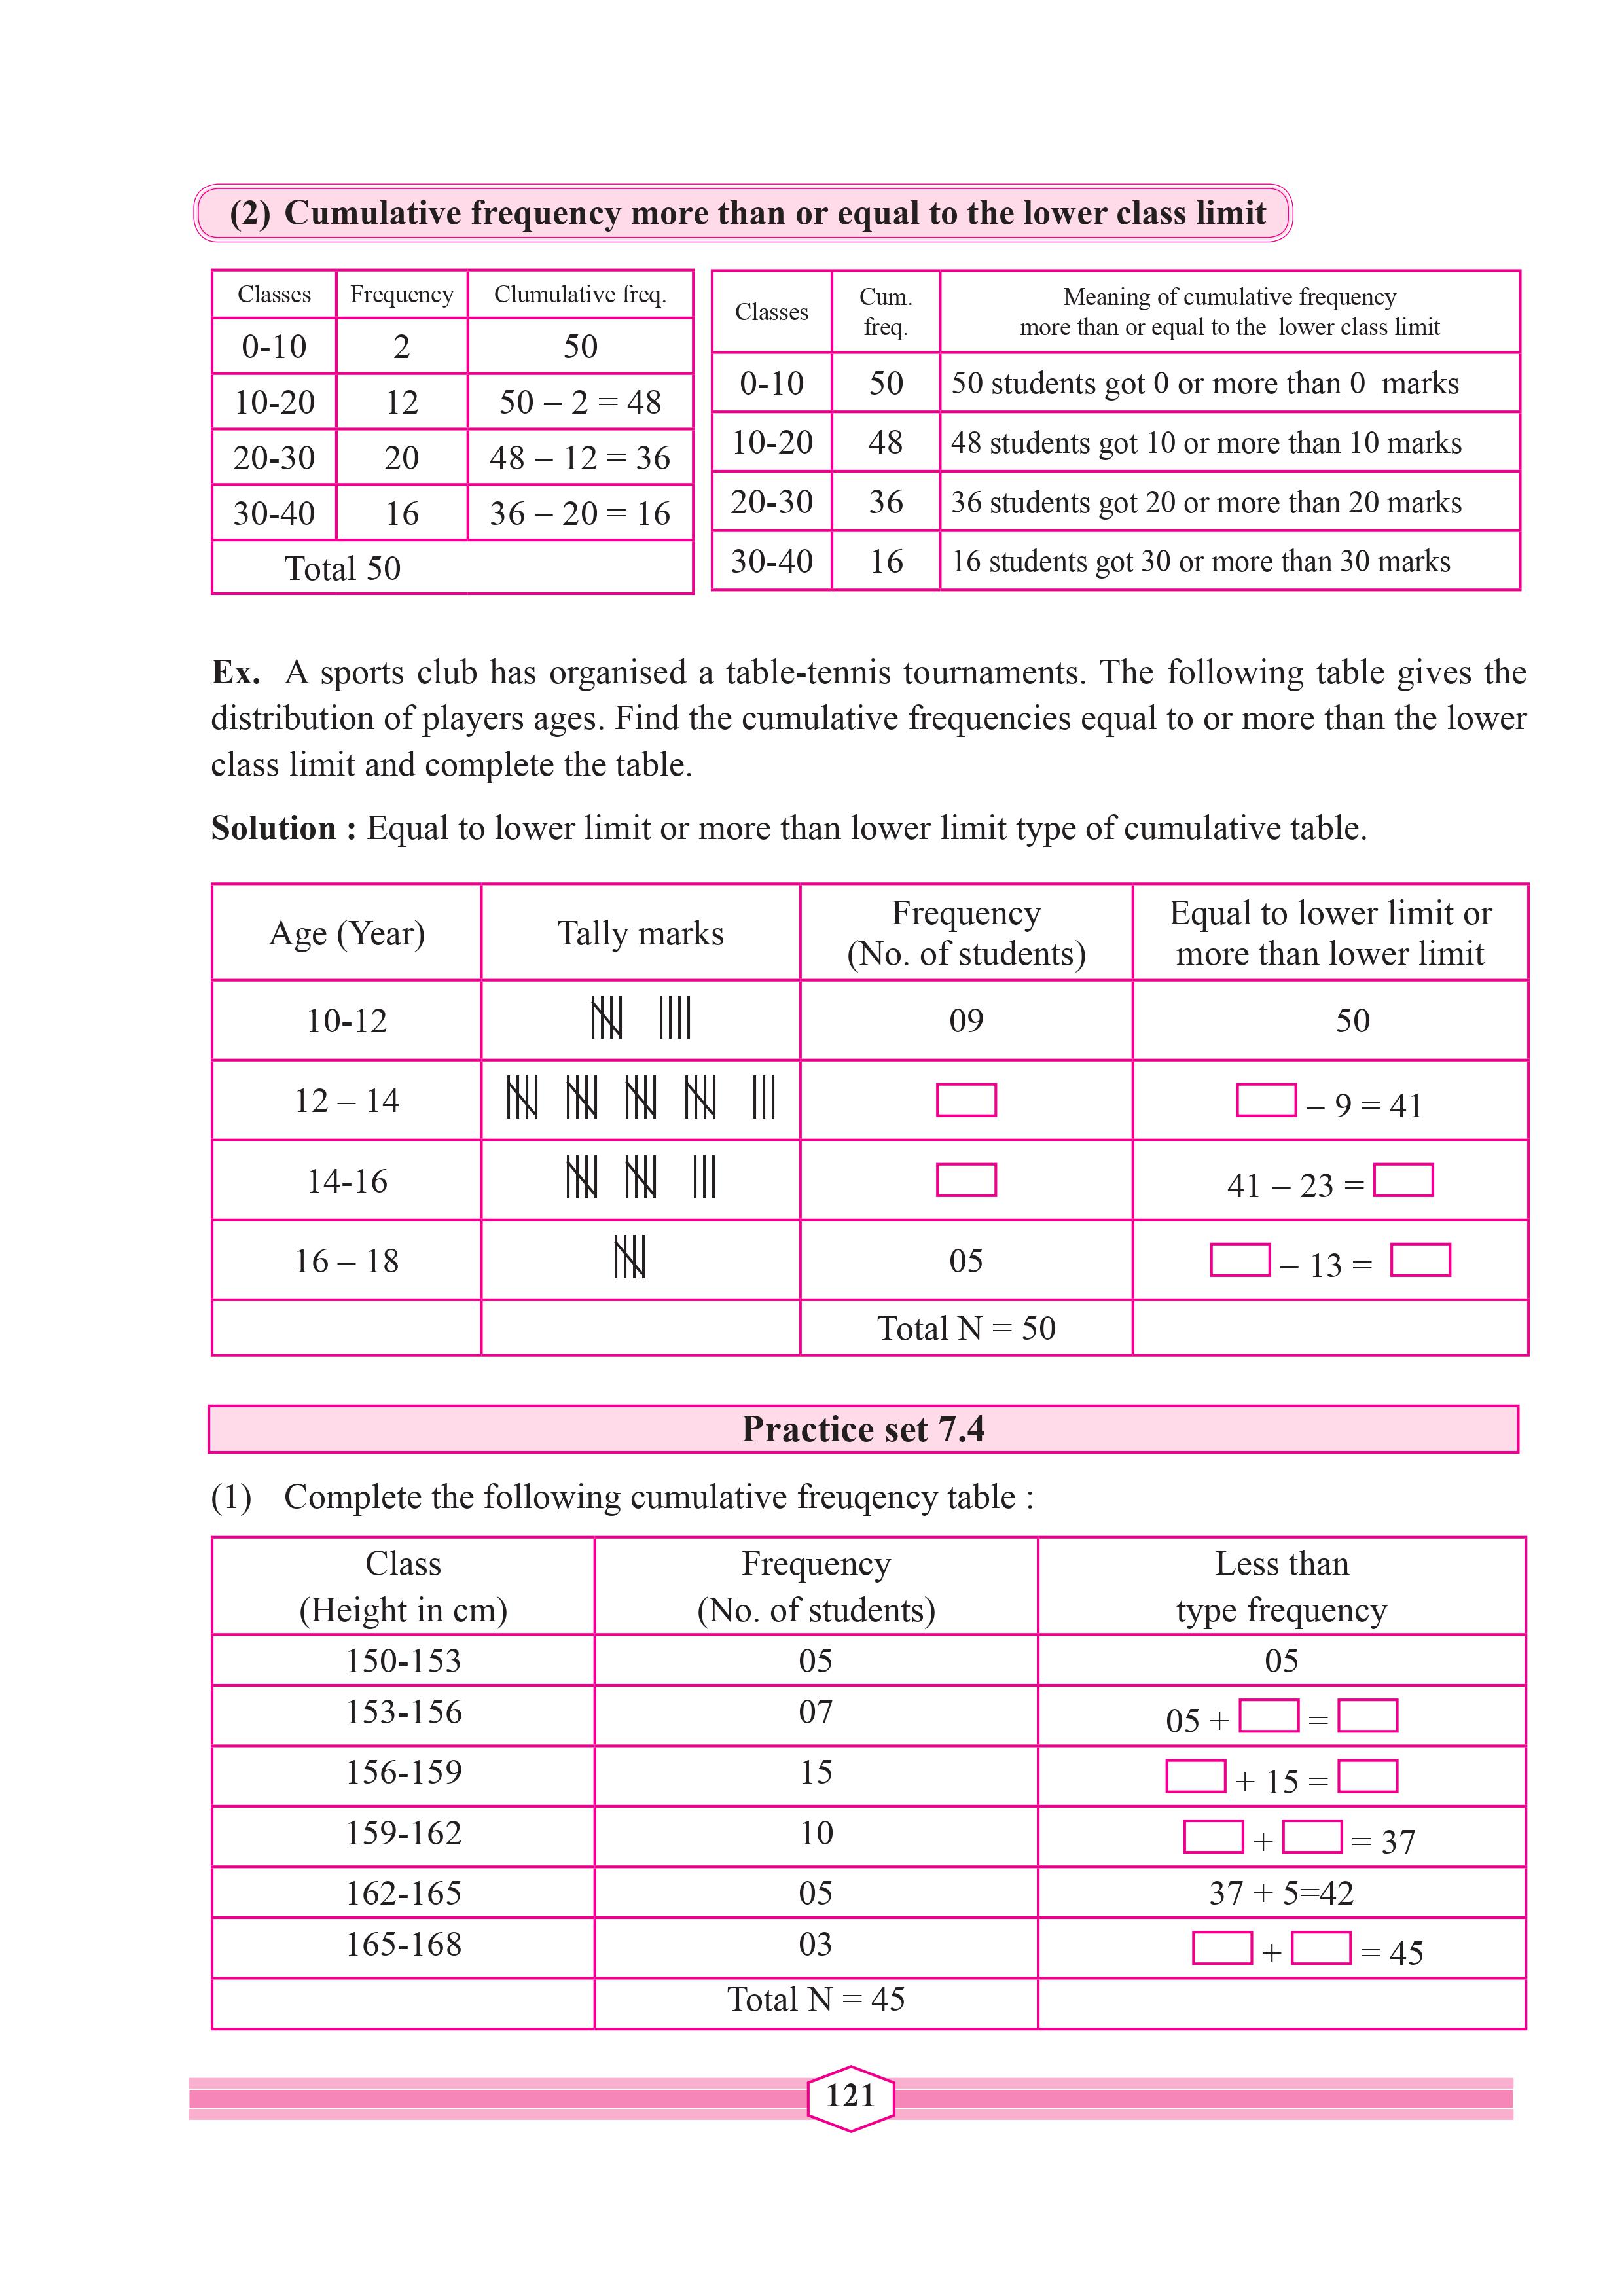 (2) Cumulative frequency more than or equal to the lower class limit
Classes Frequency Clumulative freq.
0-10 2 50
10-20 12 50 – 2 = 48
20-30 20 48 – 12 = 36
30-40 16 36 – 20 = 16
Total 50
Classes Cum. freq. Meaning of cumulative frequency more than or equal to the lower class limit
0-10 50 50 students got 0 or more than 0 marks
10-20 48 48 students got 10 or more than 10 marks
20-30 36 36 students got 20 or more than 20 marks
30-40 16 16 students got 30 or more than 30 marks
Ex. A sports club has organised a table-tennis tournaments. The following table gives the
distribution of players ages. Find the cumulative frequencies equal to or more than the lower
class limit and complete the table.
Solution : Equal to lower limit or more than lower limit type of cumulative table.
Age (Year) Tally marks Frequency (No. of students) Equal to lower limit or more than lower limit
10-12 09 50
12 – 14 – 9 = 41
14-16 41 – 23 =
16 – 18 05 – 13 =
Total N = 50
Practice set 7.4
(1) Complete the following cumulative freuqency table :
Class (Height in cm) Frequency (No. of students) Less than type frequency
150-153 05 05
153-156 07 05 + =
156-159 15 + 15 =
159-162 10 + = 37
162-165 05 37 + 5=42
165-168 03 + = 45
Total N = 45
121